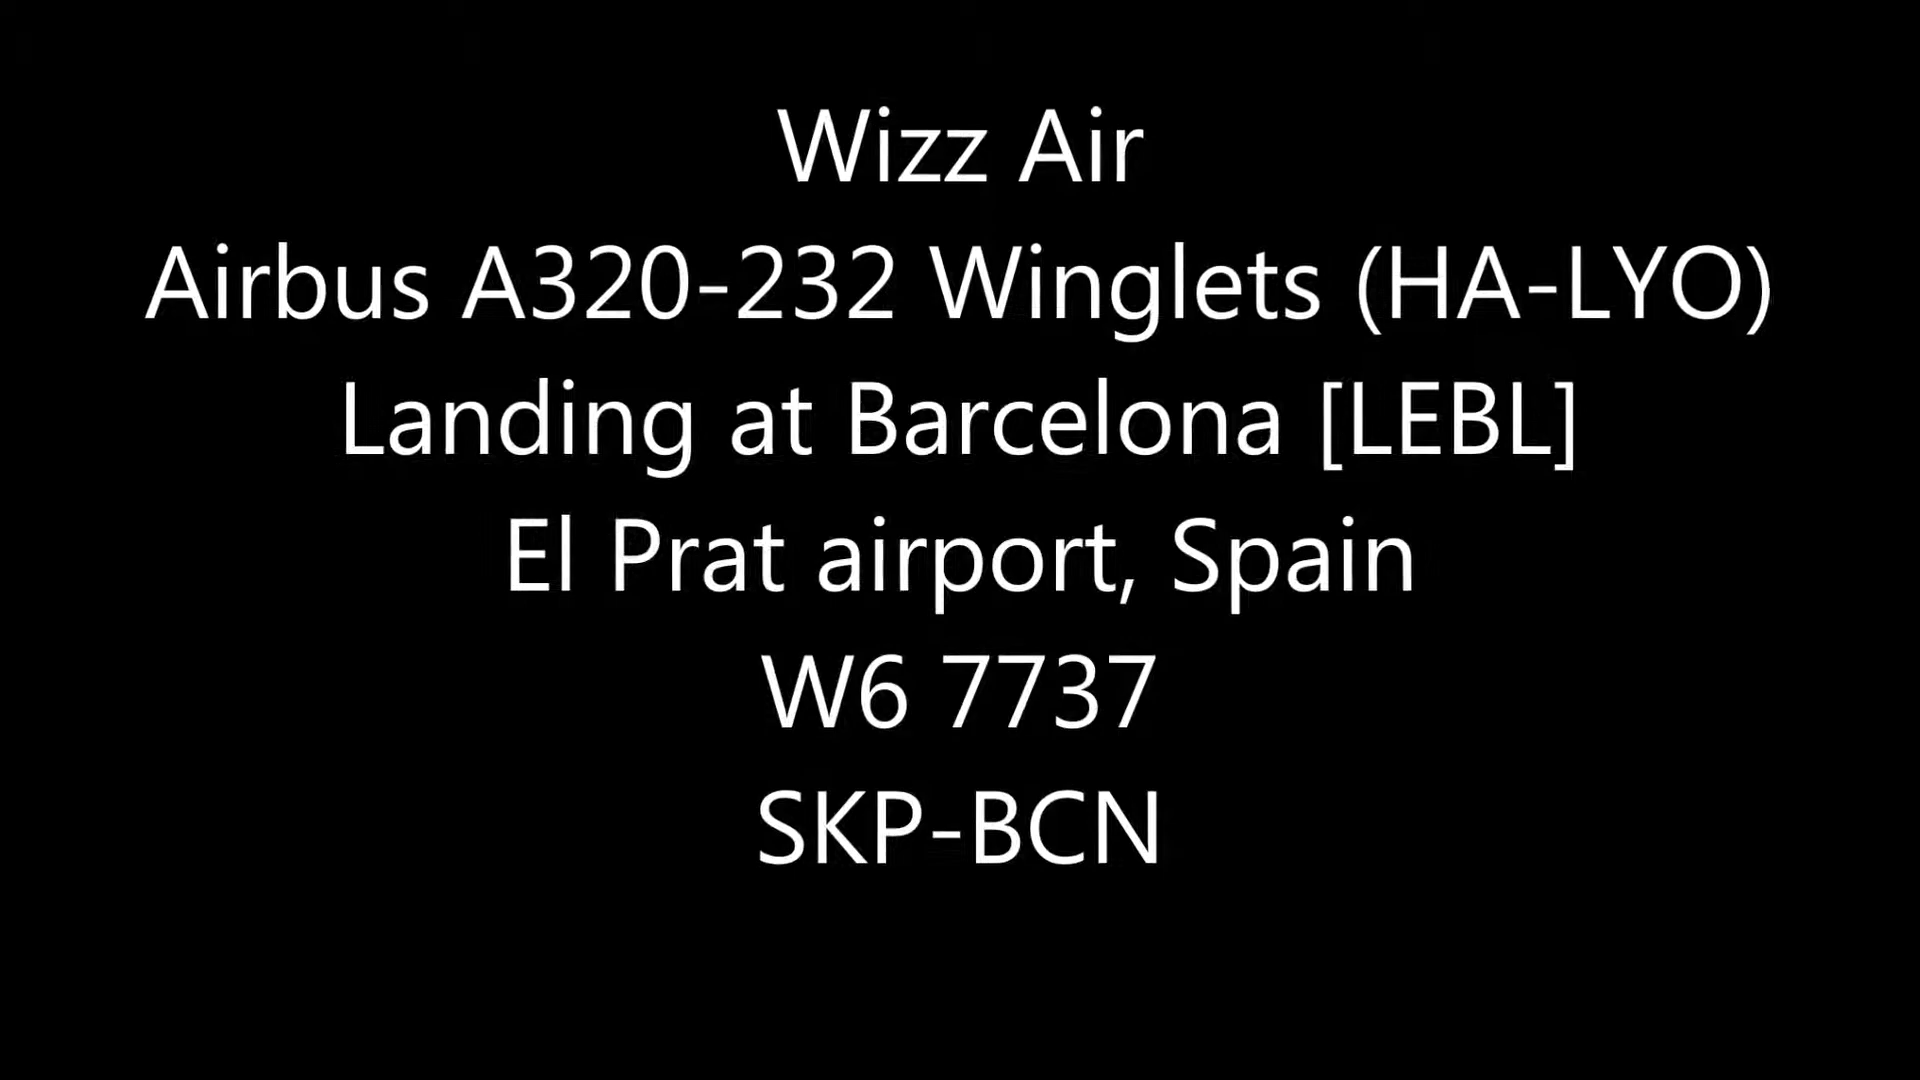 Wizz Air
Airbus A320-232 Winglets (HA-LYO)
Landing at Barcelona [LEBL]
El Prat airport, Spain
W6 7737
SKP-BCN